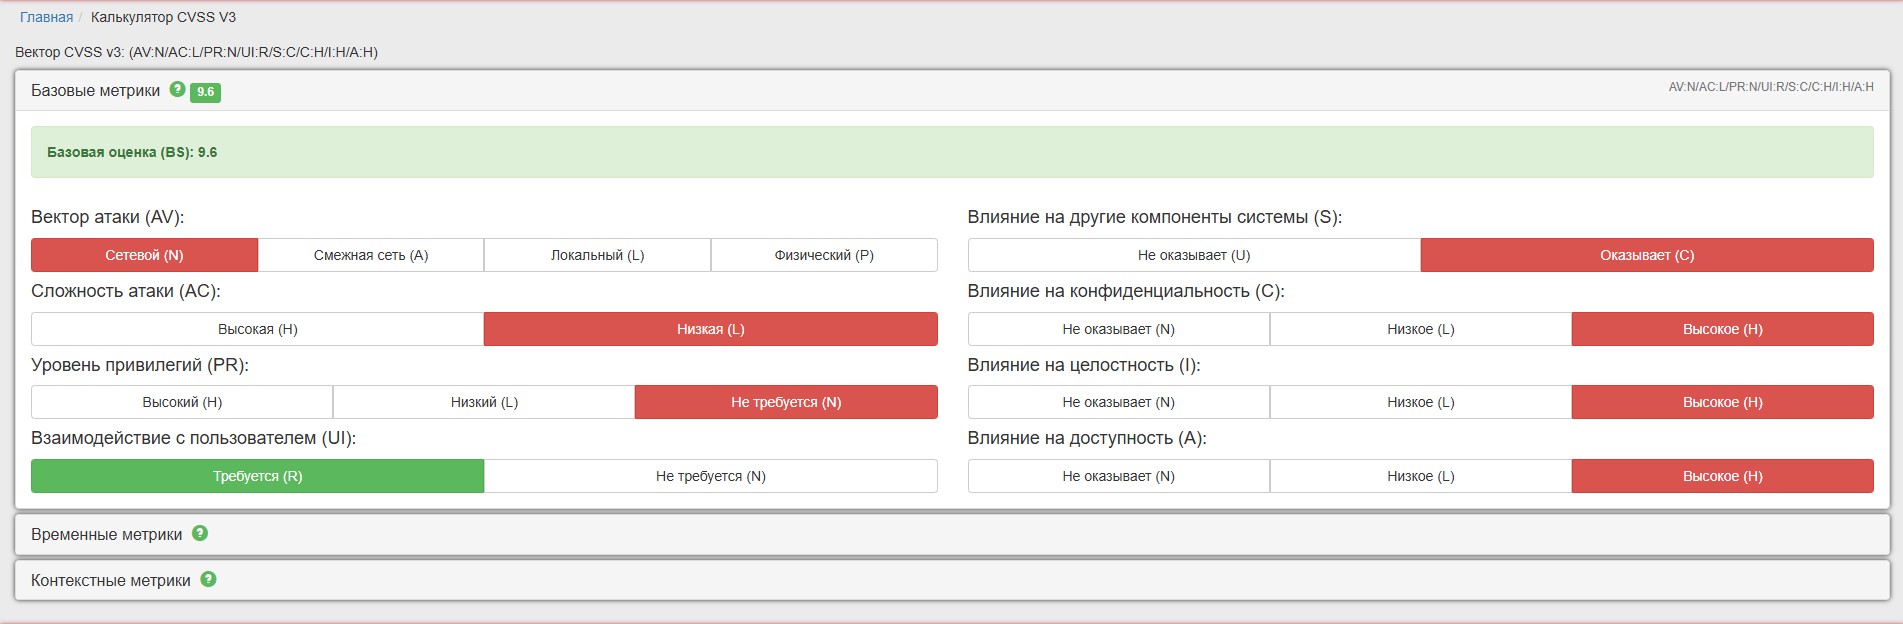 Главная / Калькулятор CVSS V3
Вектор CVSS v3: (AV:N/AC:L/PR:N/UI:R/S:C/C:H/I:H/A:H)
Базовые метрики ? 9.6 AV:N/AC:L/PR:N/UI:R/S:C/C:H/I:H/A:H
Базовая оценка (BS): 9.6
Вектор атаки (AV):
Сетевой (N) Смежная сеть (A) Локальный (L) Физический (P)
Сложность атаки (AC):
Высокая (H) Низкая (L)
Уровень привилегий (PR):
Высокий (H) Низкий (L) Не требуется (N)
Взаимодействие с пользователем (UI):
Требуется (R) Не требуется (N)
Влияние на другие компоненты системы (S):
Не оказывает (U) Оказывает (C)
Влияние на конфиденциальность (C):
Не оказывает (N) Низкое (L) Высокое (H)
Влияние на целостность (I):
Не оказывает (N) Низкое (L) Высокое (H)
Влияние на доступность (A):
Не оказывает (N) Низкое (L) Высокое (H)
Временные метрики ?
Контекстные метрики ?